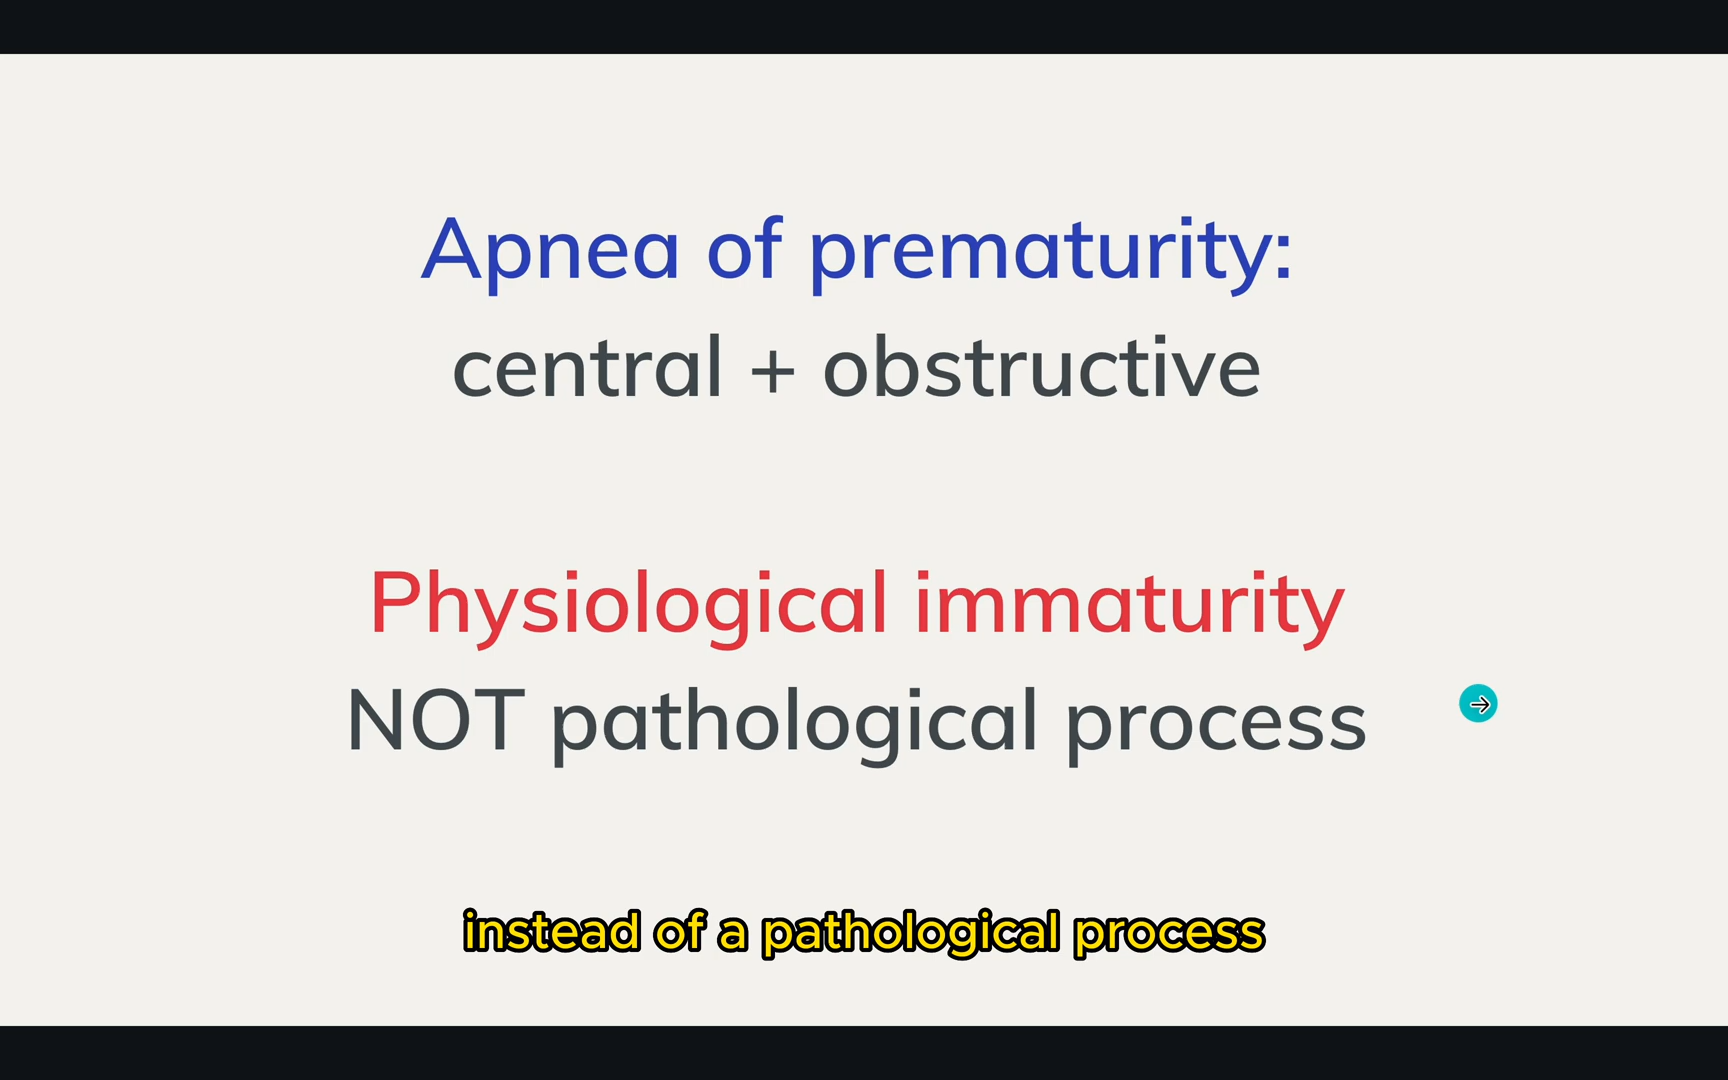 Apnea of prematurity:
central + obstructive
Physiological immaturity
NOT pathological process
instead of a pathological process